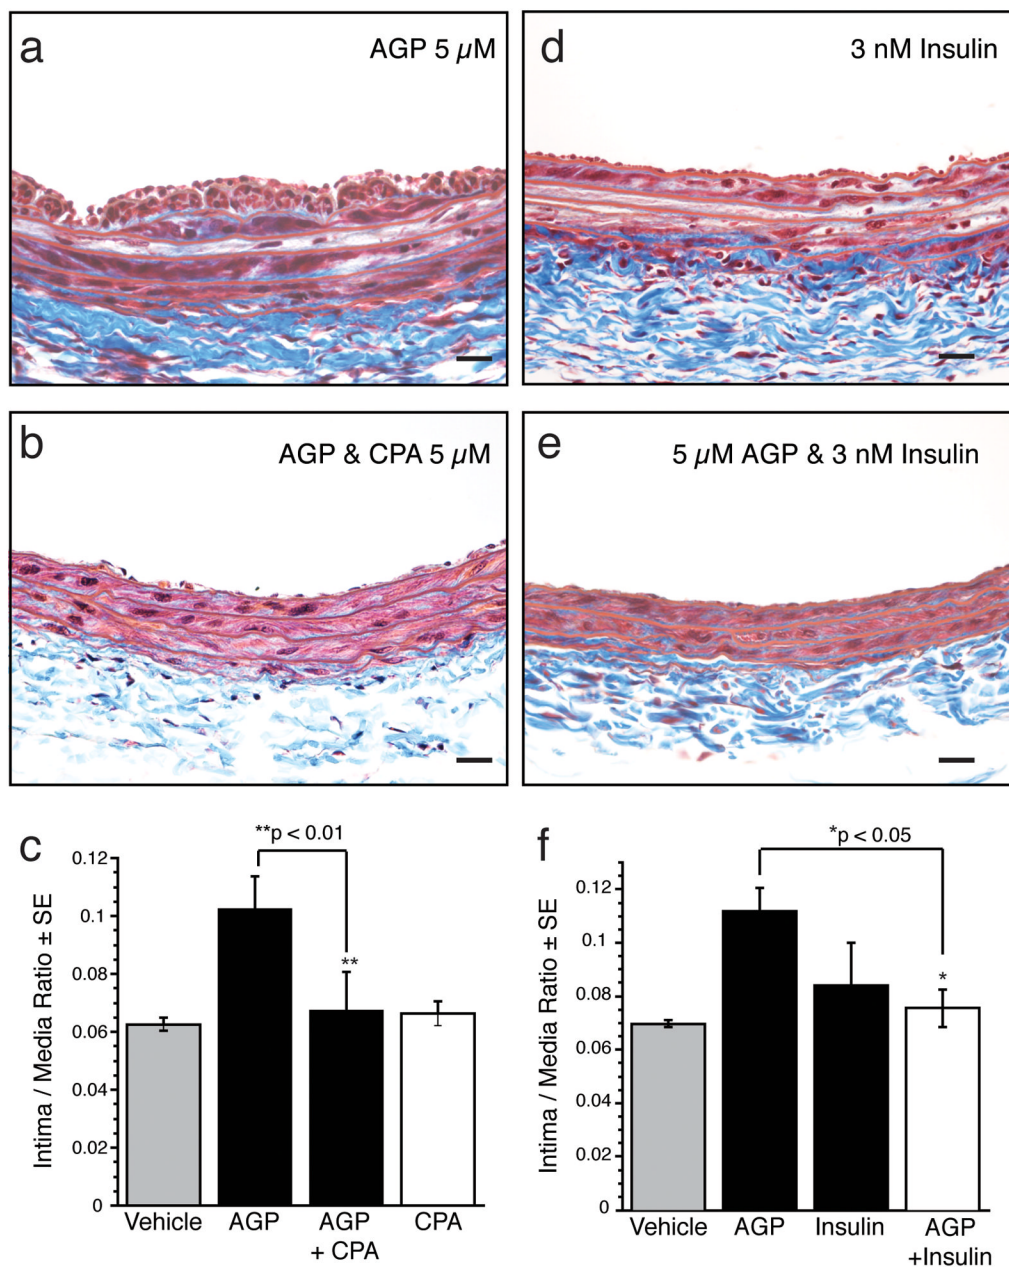 a
AGP 5 µM
d
3 nM Insulin
b
AGP & CPA 5 µM
e
5 µM AGP & 3 nM Insulin
c
**p < 0.01
Intima / Media Ratio ± SE
0.12
0.1
0.08
0.06
0.04
0.02
0
**
Vehicle
AGP
AGP
+ CPA
CPA
f
*p < 0.05
Intima / Media Ratio ± SE
0.12
0.1
0.08
0.06
0.04
0.02
0
*
Vehicle
AGP
Insulin
AGP
+Insulin